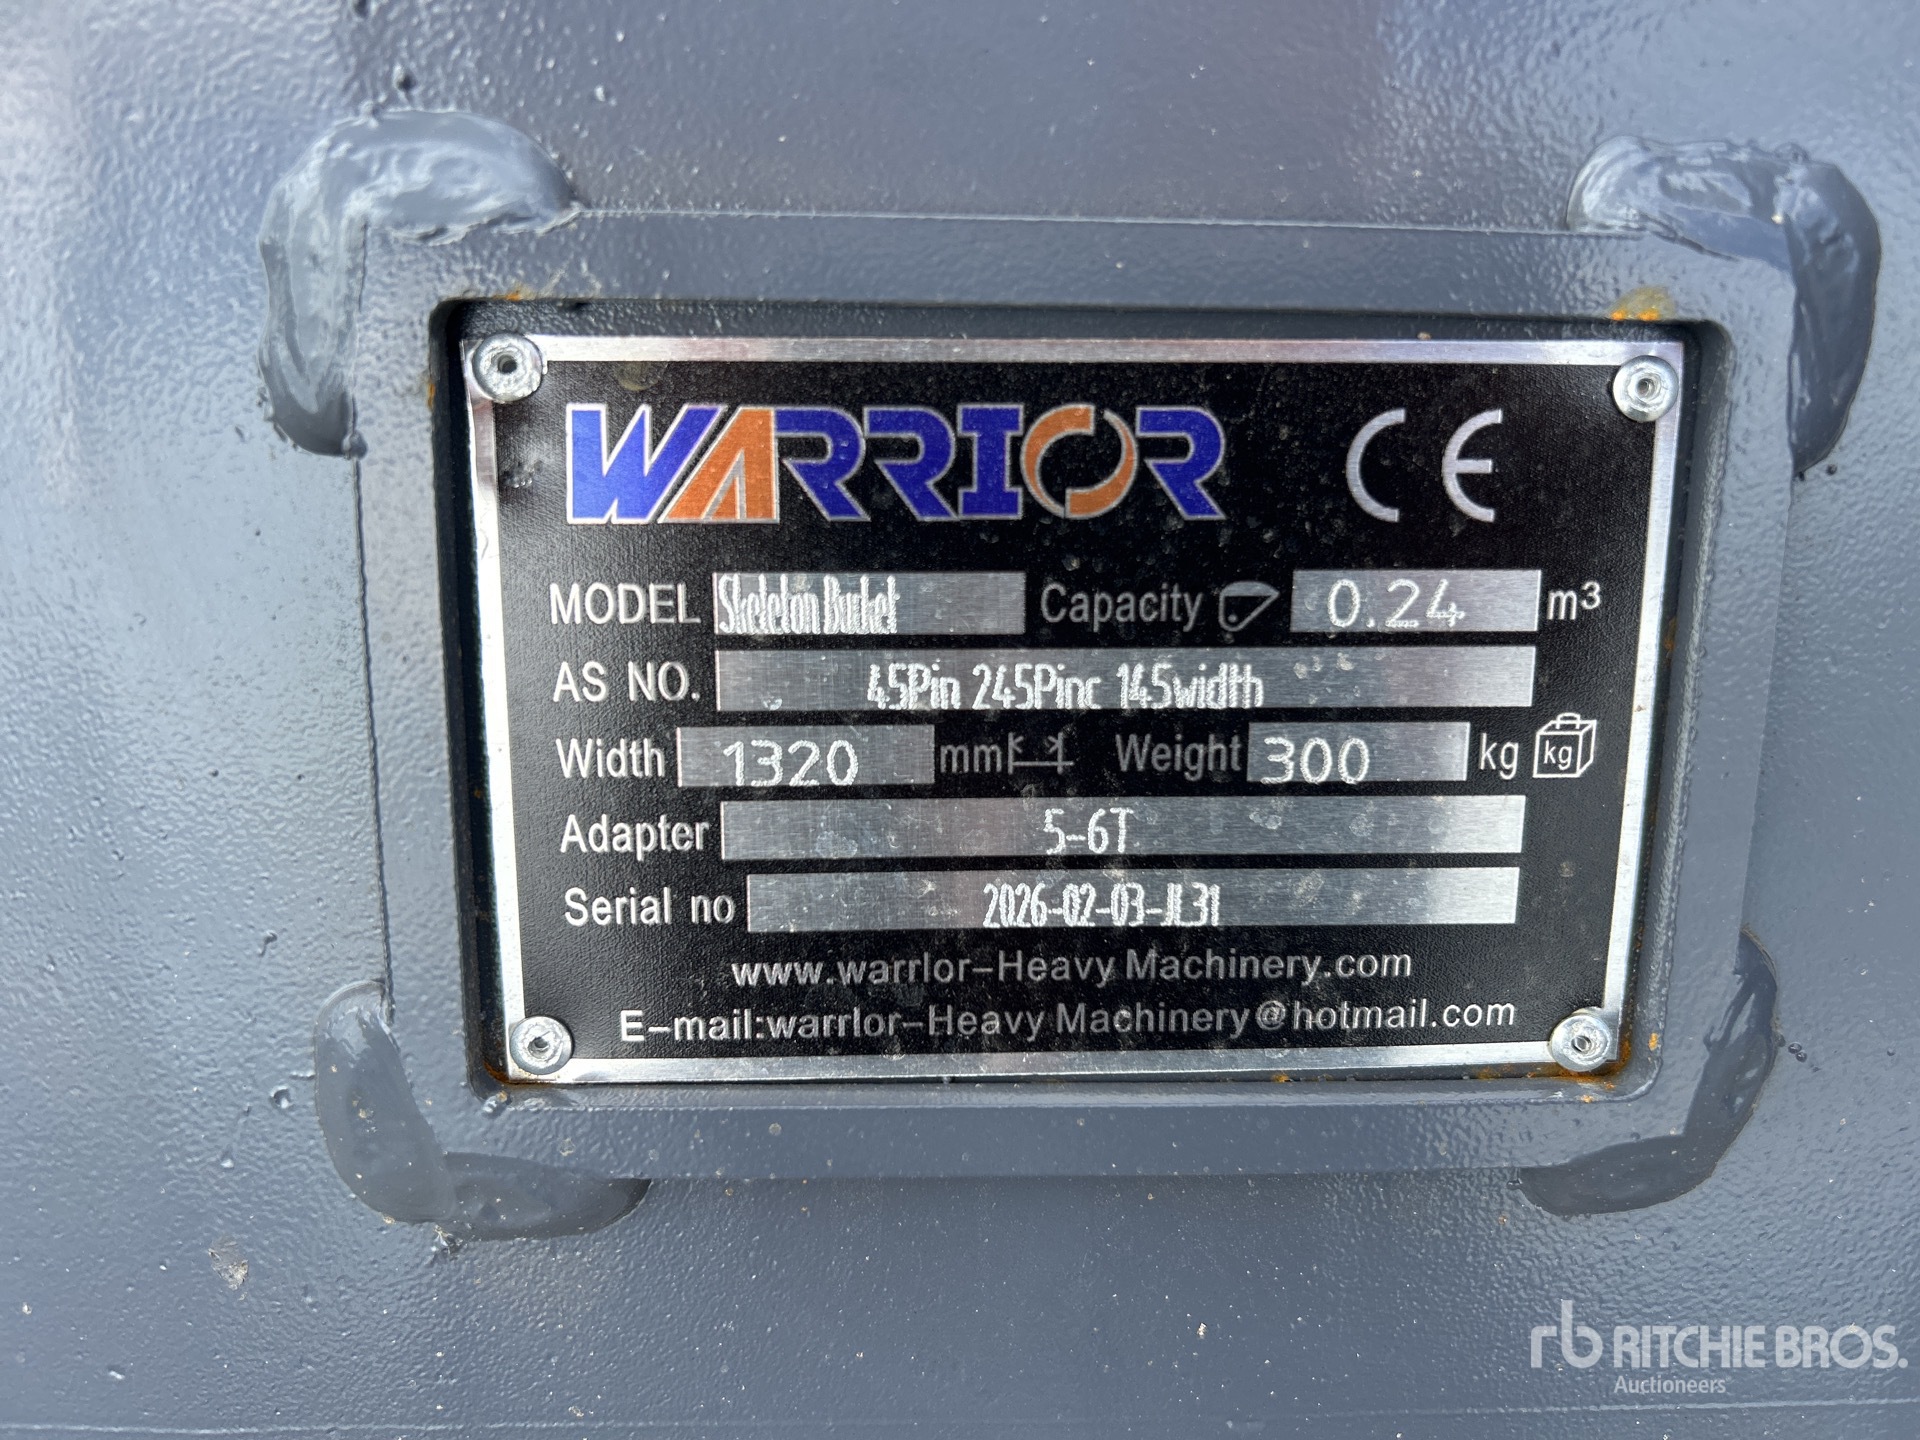 WARRIOR CE
MODEL Skeleton Bucket Capacity 0.24 m³
AS NO. 45Pin 245Pinc 145width
Width 1320 mm Weight 300 kg kg
Adapter 5-6T
Serial no 2026-02-03-JL31
www.warrlor-Heavy Machinery.com
E-mail:warrlor-Heavy Machinery@hotmail.com
rb RITCHIE BROS.
Auctioneers